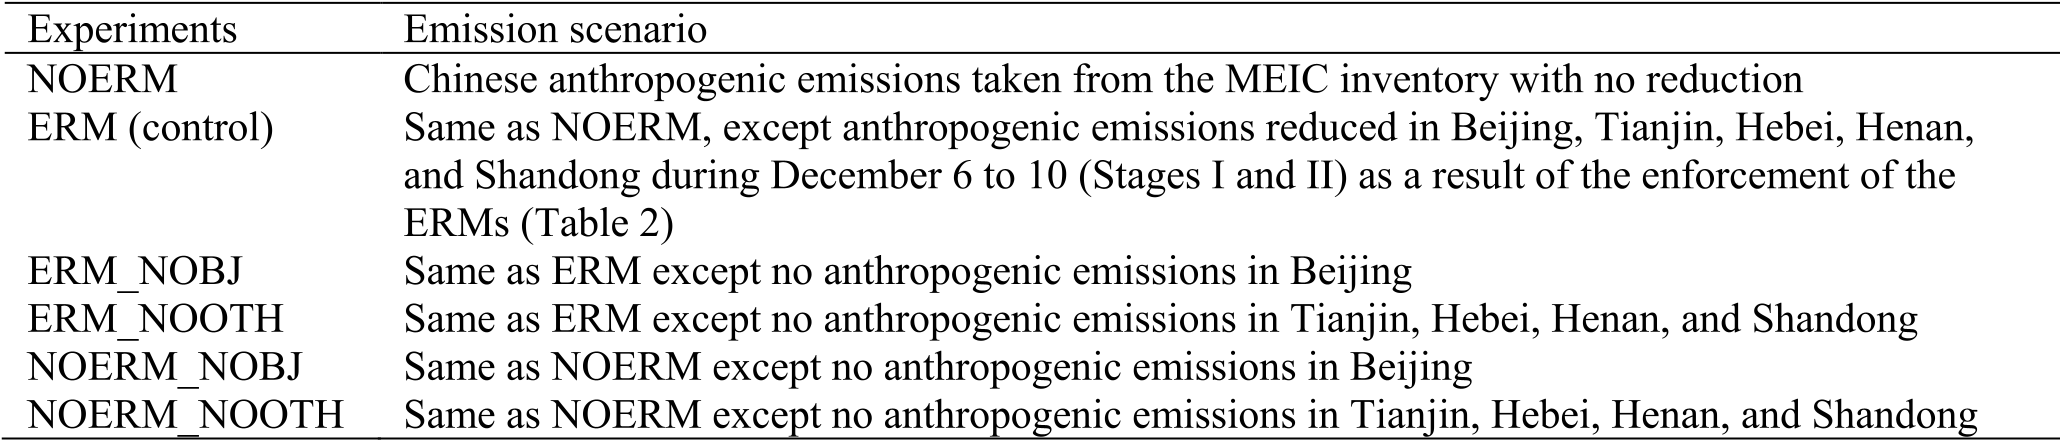 Experiments Emission scenario
NOERM Chinese anthropogenic emissions taken from the MEIC inventory with no reduction
ERM (control) Same as NOERM, except anthropogenic emissions reduced in Beijing, Tianjin, Hebei, Henan,
and Shandong during December 6 to 10 (Stages I and II) as a result of the enforcement of the
ERMs (Table 2)
ERM_NOBJ Same as ERM except no anthropogenic emissions in Beijing
ERM_NOOTH Same as ERM except no anthropogenic emissions in Tianjin, Hebei, Henan, and Shandong
NOERM_NOBJ Same as NOERM except no anthropogenic emissions in Beijing
NOERM_NOOTH Same as NOERM except no anthropogenic emissions in Tianjin, Hebei, Henan, and Shandong